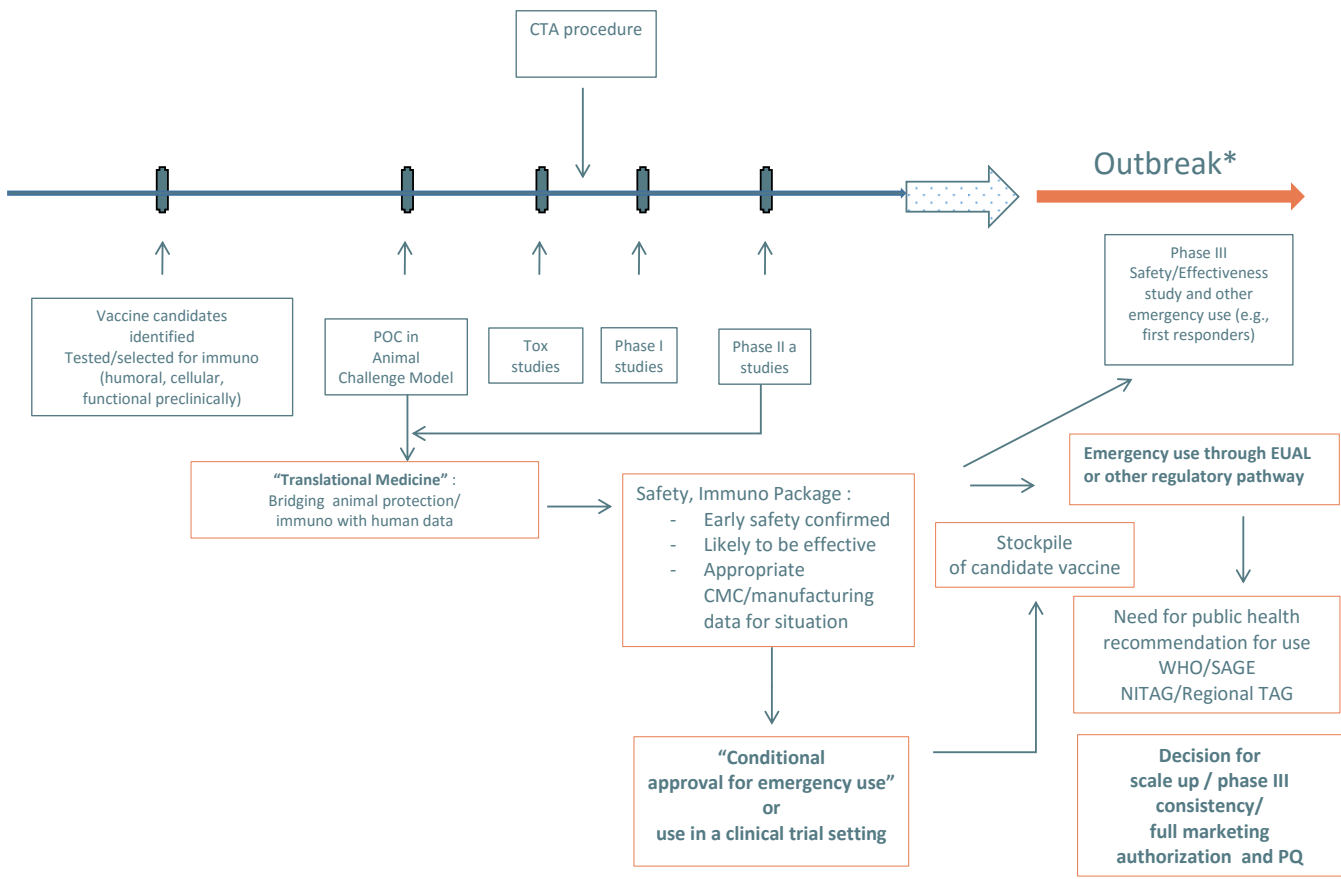 CTA procedure
Outbreak*
Vaccine candidates
identified
Tested/selected for immuno
(humoral, cellular,
functional preclinically)
POC in
Animal
Challenge Model
Tox
studies
Phase I
studies
Phase II a
studies
Phase III
Safety/Effectiveness
study and other
emergency use (e.g.,
first responders)
“Translational Medicine” :
Bridging animal protection/
immuno with human data
Safety, Immuno Package :
- Early safety confirmed
- Likely to be effective
- Appropriate
CMC/manufacturing
data for situation
Emergency use through EUAL
or other regulatory pathway
Stockpile
of candidate vaccine
Need for public health
recommendation for use
WHO/SAGE
NITAG/Regional TAG
“Conditional
approval for emergency use”
or
use in a clinical trial setting
Decision for
scale up / phase III
consistency/
full marketing
authorization and PQ